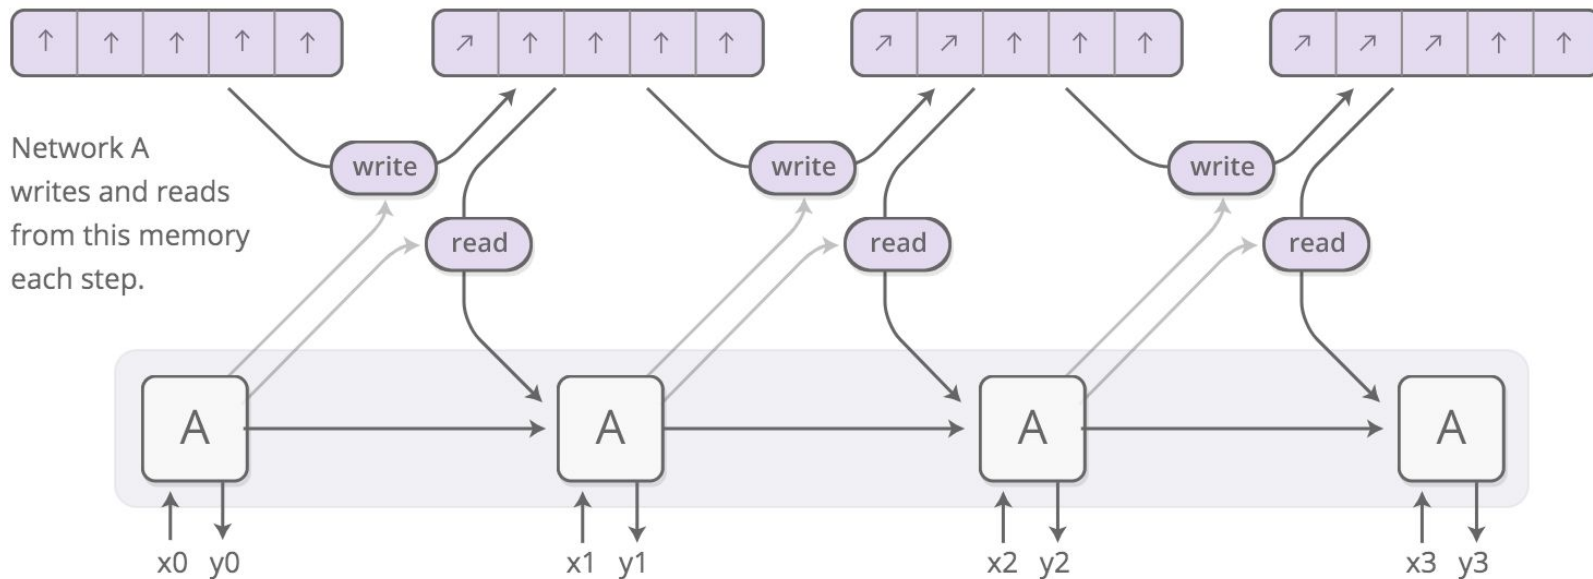 write
write
write
Network A
writes and reads
from this memory
each step.
read
read
read
A
A
A
A
x0 y0
x1 y1
x2 y2
x3 y3